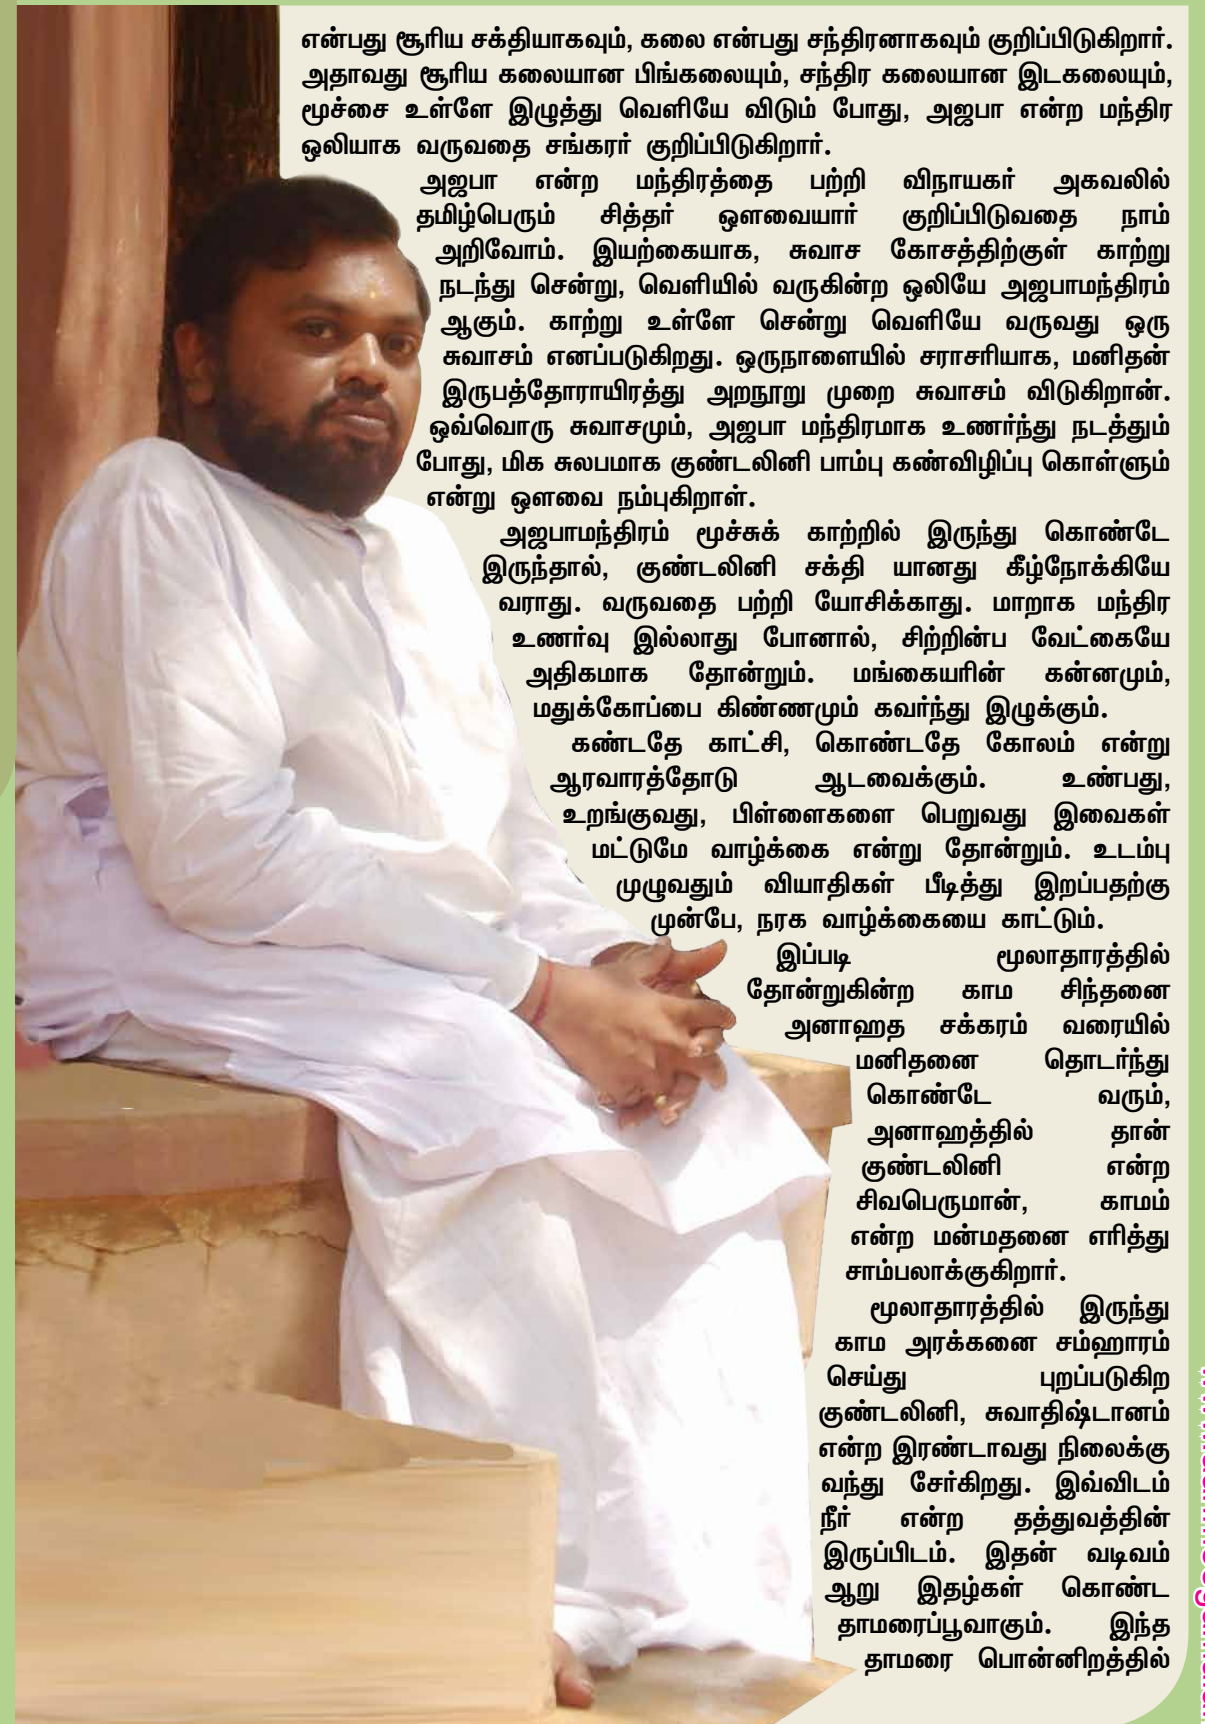 என்பது சூரிய சக்தியாகவும், கலை என்பது சந்திரனாகவும் குறிப்பிடுகிறார்.
அதாவது சூரிய கலையான பிங்கலையும், சந்திர கலையான இடகலையும்,
மூச்சை உள்ளே இழுத்து வெளியே விடும் போது, அஜபா என்ற மந்திர
ஒலியாக வருவதை சங்கரர் குறிப்பிடுகிறார்.
அஜபா என்ற மந்திரத்தை பற்றி விநாயகர் அகவலில்
தமிழ்பெரும் சித்தர் ஔவையார் குறிப்பிடுவதை நாம்
அறிவோம். இயற்கையாக, சுவாச கோசத்திற்குள் காற்று
நடந்து சென்று, வெளியில் வருகின்ற ஒலியே அஜபாமந்திரம்
ஆகும். காற்று உள்ளே சென்று வெளியே வருவது ஒரு
சுவாசம் எனப்படுகிறது. ஒருநாளையில் சராசரியாக, மனிதன்
இருபத்தோராயிரத்து அறநூறு முறை சுவாசம் விடுகிறான்.
ஒவ்வொரு சுவாசமும், அஜபா மந்திரமாக உணர்ந்து நடத்தும்
போது, மிக சுலபமாக குண்டலினி பாம்பு கண்விழிப்பு கொள்ளும்
என்று ஔவை நம்புகிறாள்.
அஜபாமந்திரம் மூச்சுக் காற்றில் இருந்து கொண்டே
இருந்தால், குண்டலினி சக்தி யானது கீழ்நோக்கியே
வராது. வருவதை பற்றி யோசிக்காது. மாறாக மந்திர
உணர்வு இல்லாது போனால், சிற்றின்ப வேட்கையே
அதிகமாக தோன்றும். மங்கையரின் கன்னமும்,
மதுக்கோப்பை கிண்ணமும் கவர்ந்து இழுக்கும்.
கண்டதே காட்சி, கொண்டதே கோலம் என்று
ஆரவாரத்தோடு ஆடவைக்கும். உண்பது,
உறங்குவது, பிள்ளைகளை பெறுவது இவைகள்
மட்டுமே வாழ்க்கை என்று தோன்றும். உடம்பு
முழுவதும் வியாதிகள் பீடித்து இறப்பதற்கு
முன்பே, நரக வாழ்க்கையை காட்டும்.
இப்படி மூலாதாரத்தில்
தோன்றுகின்ற காம சிந்தனை
அனாஹத சக்கரம் வரையில்
மனிதனை தொடர்ந்து
கொண்டே வரும்,
அனாஹத்தில் தான்
குண்டலினி என்ற
சிவபெருமான், காமம்
என்ற மன்மதனை எரித்து
சாம்பலாக்குகிறார்.
மூலாதாரத்தில் இருந்து
காம அரக்கனை சம்ஹாரம்
செய்து புறப்படுகிற
குண்டலினி, சுவாதிஷ்டானம்
என்ற இரண்டாவது நிலைக்கு
வந்து சேர்கிறது. இவ்விடம்
நீர் என்ற தத்துவத்தின்
இருப்பிடம். இதன் வடிவம்
ஆறு இதழ்கள் கொண்ட
தாமரைப்பூவாகும். இந்த
தாமரை பொன்னிறத்தில்